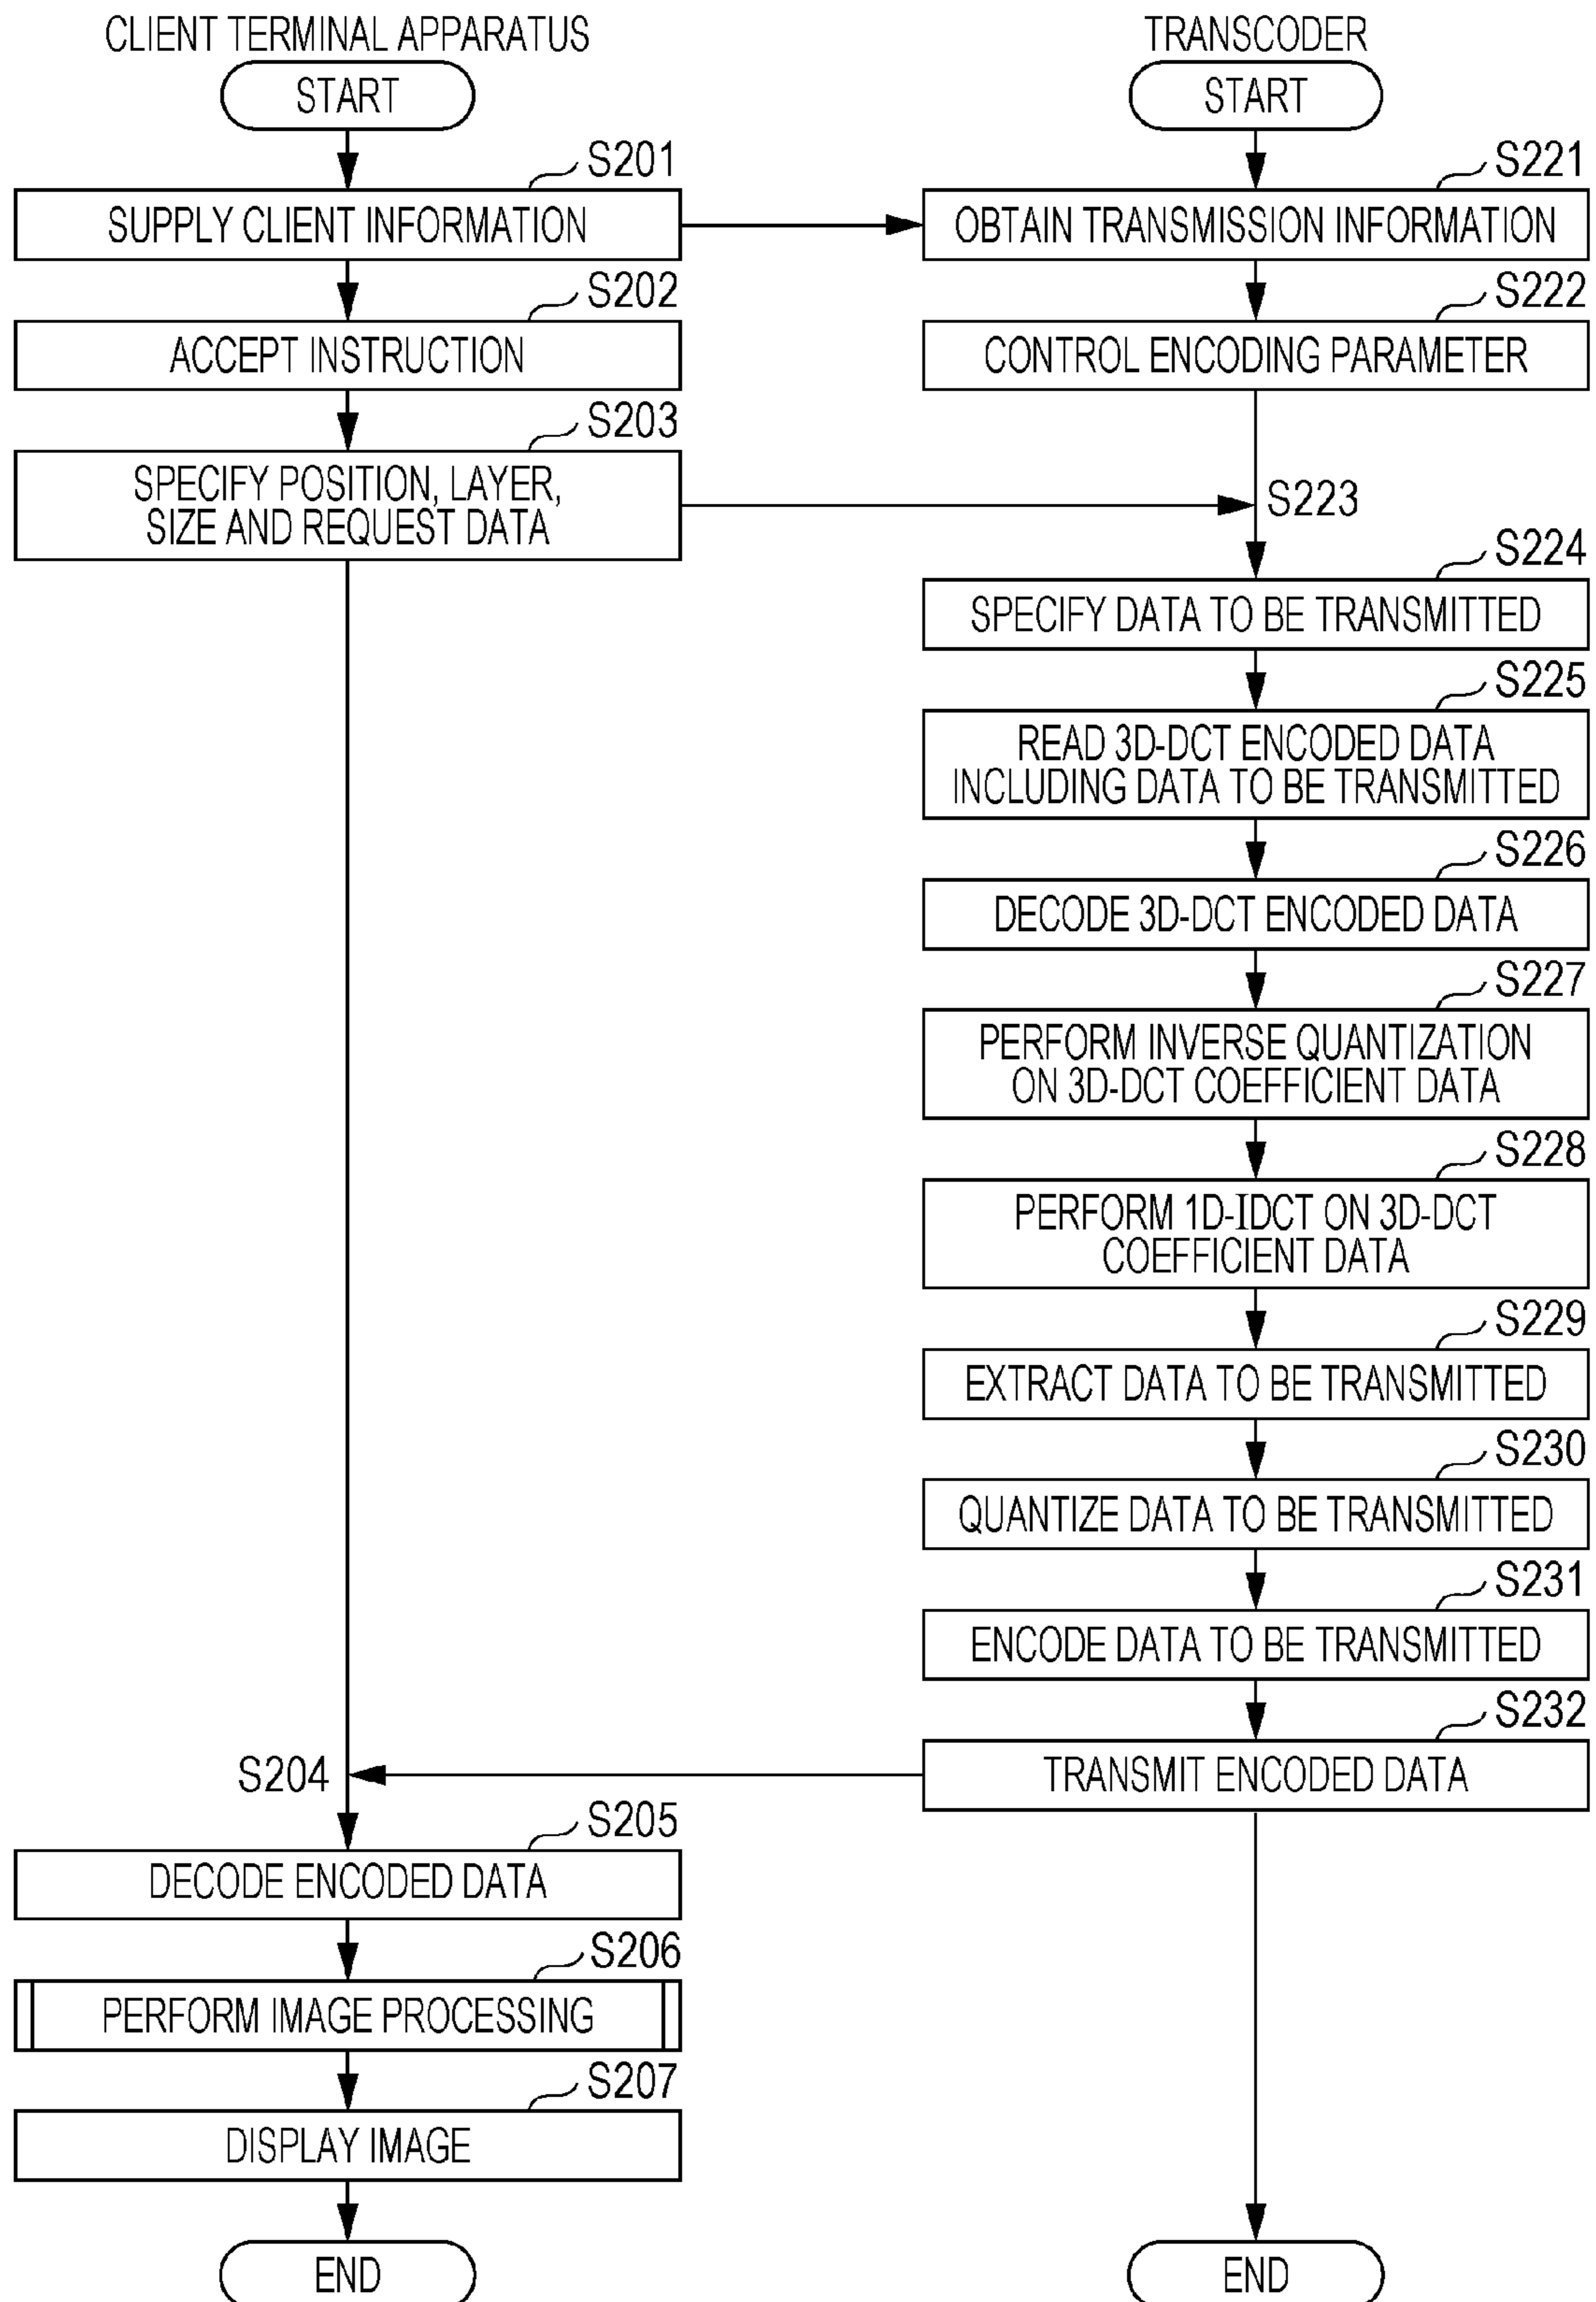 CLIENT TERMINAL APPARATUS
START
S201
SUPPLY CLIENT INFORMATION
S202
ACCEPT INSTRUCTION
S203
SPECIFY POSITION, LAYER,
SIZE AND REQUEST DATA
S204
S205
DECODE ENCODED DATA
S206
PERFORM IMAGE PROCESSING
S207
DISPLAY IMAGE
END
TRANSCODER
START
S221
OBTAIN TRANSMISSION INFORMATION
S222
CONTROL ENCODING PARAMETER
S223
S224
SPECIFY DATA TO BE TRANSMITTED
S225
READ 3D-DCT ENCODED DATA
INCLUDING DATA TO BE TRANSMITTED
S226
DECODE 3D-DCT ENCODED DATA
S227
PERFORM INVERSE QUANTIZATION
ON 3D-DCT COEFFICIENT DATA
S228
PERFORM 1D-IDCT ON 3D-DCT
COEFFICIENT DATA
S229
EXTRACT DATA TO BE TRANSMITTED
S230
QUANTIZE DATA TO BE TRANSMITTED
S231
ENCODE DATA TO BE TRANSMITTED
S232
TRANSMIT ENCODED DATA
END